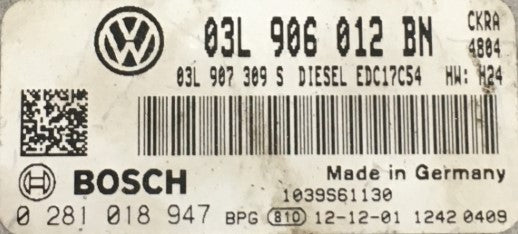 03L 906 012 BN CKRA
4804
03L 907 309 S DIESEL EDC17C54 HW: H24
BOSCH Made in Germany
1039S61130
0 281 018 947 BPG 810 12-12-01 1242 0409